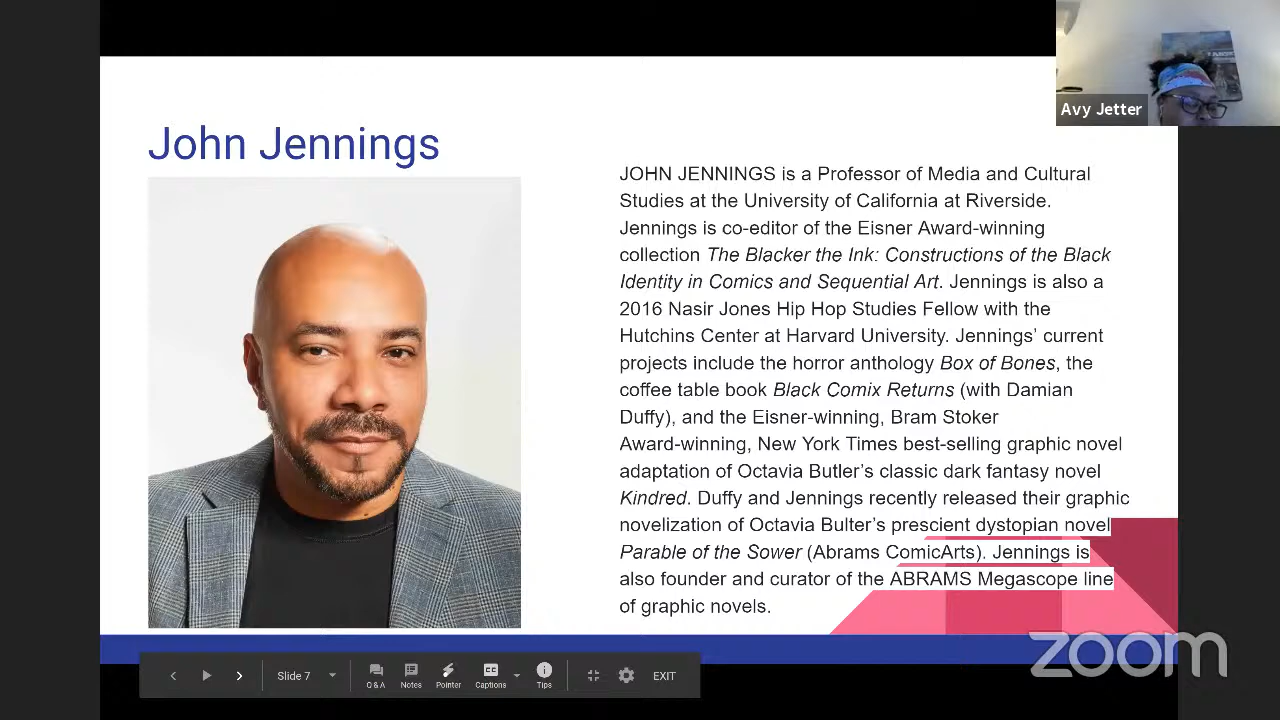 Avy Jetter
John Jennings
JOHN JENNINGS is a Professor of Media and Cultural
Studies at the University of California at Riverside.
Jennings is co-editor of the Eisner Award-winning
collection The Blacker the Ink: Constructions of the Black
Identity in Comics and Sequential Art. Jennings is also a
2016 Nasir Jones Hip Hop Studies Fellow with the
Hutchins Center at Harvard University. Jennings’ current
projects include the horror anthology Box of Bones, the
coffee table book Black Comix Returns (with Damian
Duffy), and the Eisner-winning, Bram Stoker
Award-winning, New York Times best-selling graphic novel
adaptation of Octavia Butler’s classic dark fantasy novel
Kindred. Duffy and Jennings recently released their graphic
novelization of Octavia Bulter’s prescient dystopian novel
Parable of the Sower (Abrams ComicArts). Jennings is
also founder and curator of the ABRAMS Megascope line
of graphic novels.
zoom
Slide 7
Q & A
Notes
Pointer
CC
Captions
Tips
EXIT